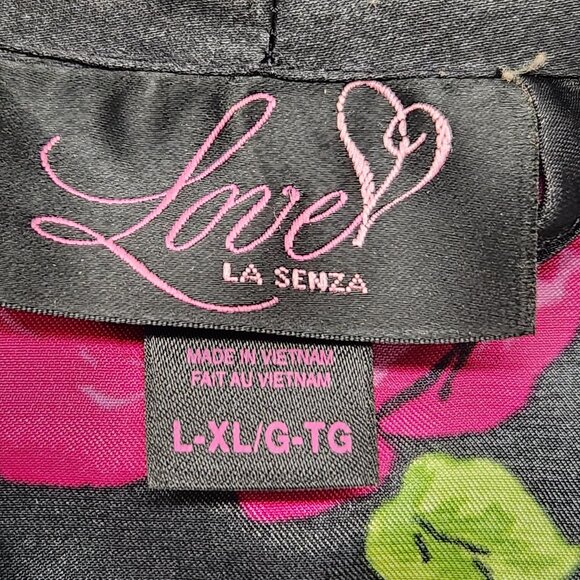 Love
LA SENZA
MADE IN VIETNAM
FAIT AU VIETNAM
L-XL/G-TG